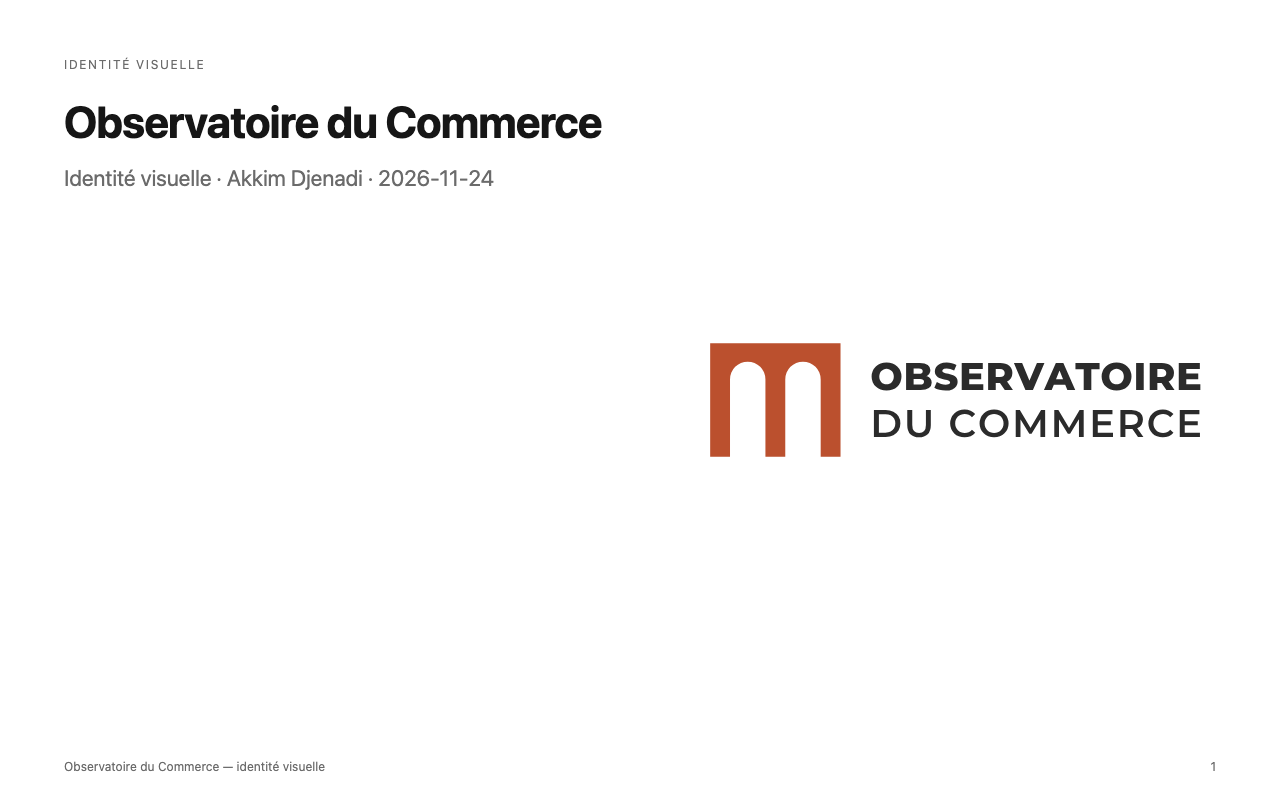 IDENTITÉ VISUELLE
Observatoire du Commerce
Identité visuelle · Akkim Djenadi · 2026-11-24
OBSERVATOIRE
DU COMMERCE
Observatoire du Commerce — identité visuelle
1